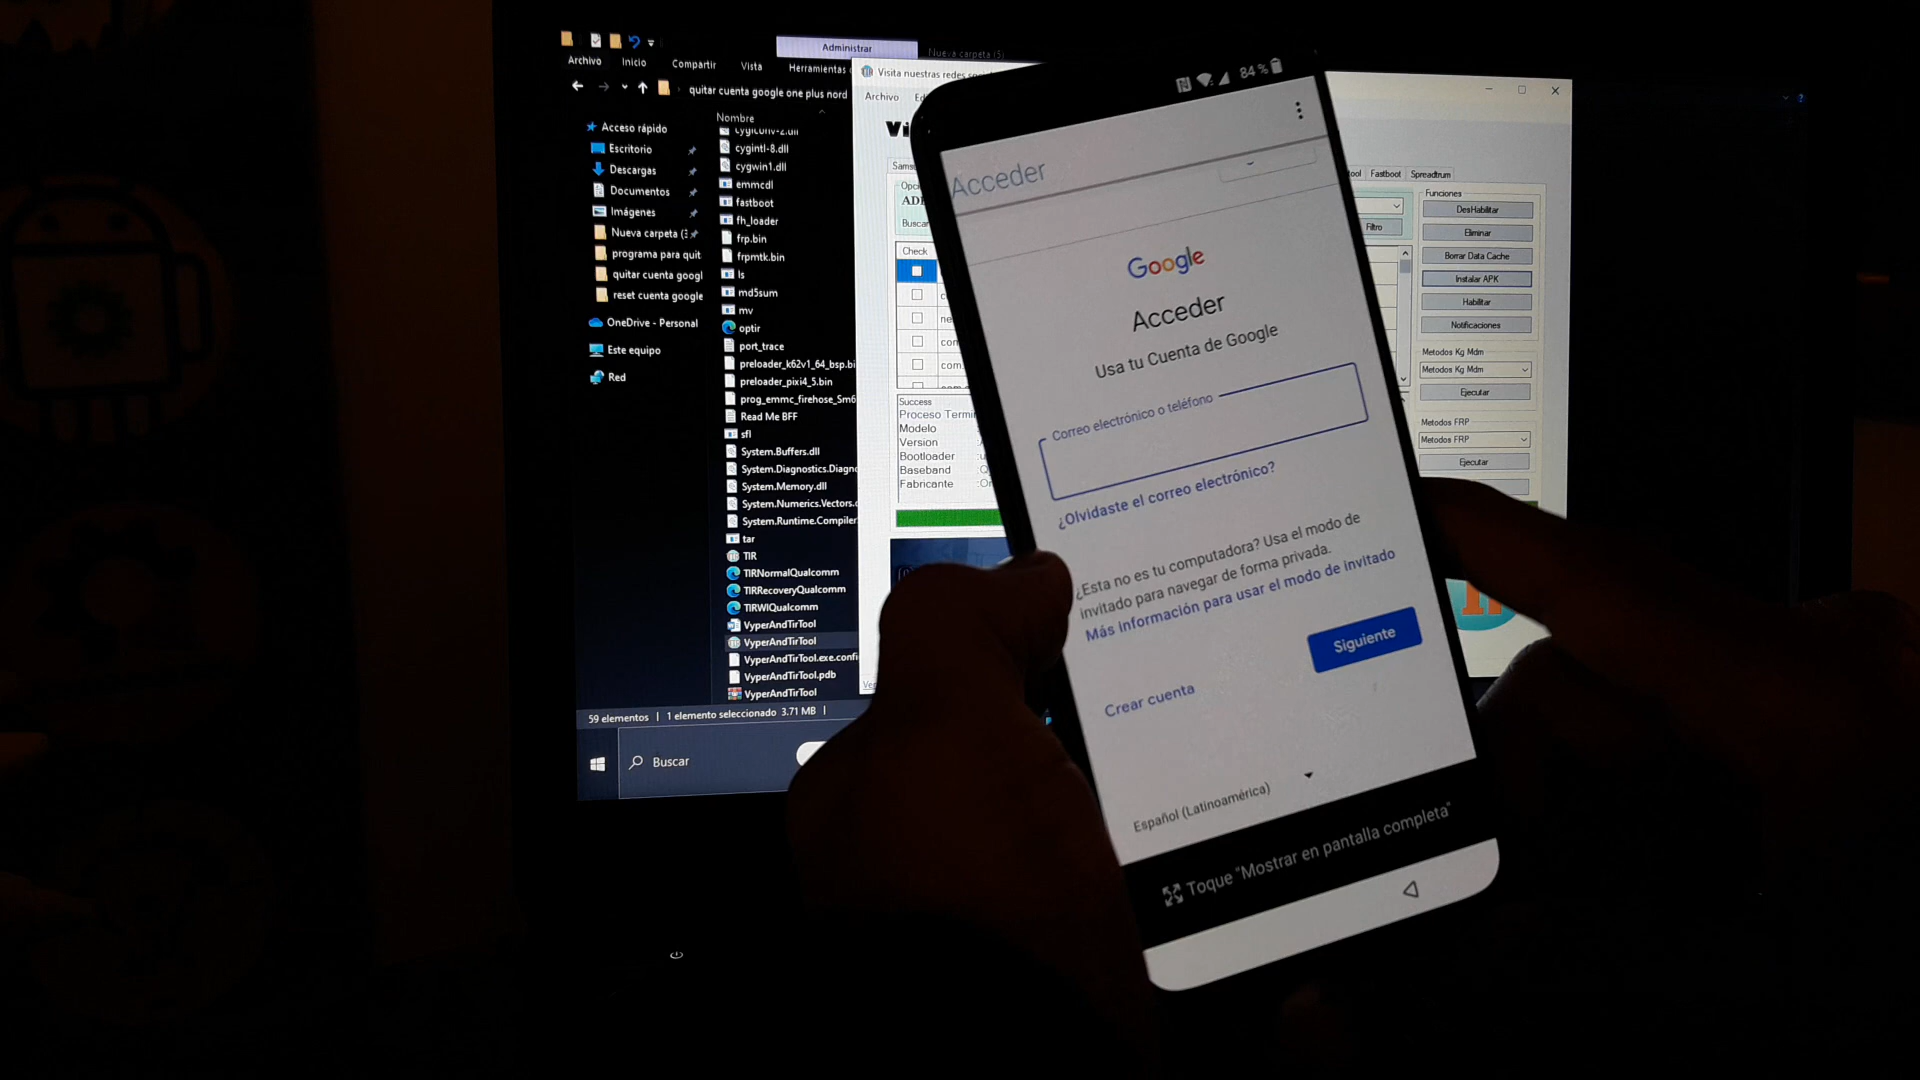 Administrar
Nueva carpeta (5)
Archivo
Inicio
Compartir
Vista
Herramientas
quitar cuenta google one plus nord
Acceso rápido
Escritorio
Descargas
Documentos
Imágenes
Nueva carpeta (3
programa para quit
quitar cuenta googl
reset cuenta google
OneDrive - Personal
Este equipo
Red
Nombre
cygiconv-2.dll
cygintl-8.dll
cygwin1.dll
emmcdl
fastboot
fh_loader
frp.bin
frpmtk.bin
ls
md5sum
mv
optir
port_trace
preloader_k62v1_64_bsp.bi
preloader_pixi4_5.bin
prog_emmc_firehose_Sm6
Read Me BFF
sfl
System.Buffers.dll
System.Diagnostics.Diagno
System.Memory.dll
System.Numerics.Vectors.
System.Runtime.Compiler
tar
TIR
TIRNormalQualcomm
TIRRecoveryQualcomm
TIRWIQualcomm
VyperAndTirTool
VyperAndTirTool
VyperAndTirTool.exe.confi
VyperAndTirTool.pdb
VyperAndTirTool
59 elementos | 1 elemento seleccionado 3.71 MB |
Buscar
Visita nuestras redes
Archivo
Vi
Buscar
Check
Success
Proceso Termi
Modelo
Version
Bootloader
Baseband
Fabricante
84 %
Acceder
Google
Acceder
Usa tu Cuenta de Google
Correo electrónico o teléfono
¿Olvidaste el correo electrónico?
¿Esta no es tu computadora? Usa el modo de
invitado para navegar de forma privada.
Más información para usar el modo de invitado
Siguiente
Crear cuenta
Español (Latinoamérica)
Toque "Mostrar en pantalla completa"
tool
Fastboot
Spreadtrum
Filtro
Funciones
DesHabilitar
Eliminar
Borrar Data Cache
Instalar APK
Habilitar
Notificaciones
Metodos Kg Mdm
Metodos Kg Mdm
Ejecutar
Metodos FRP
Metodos FRP
Ejecutar